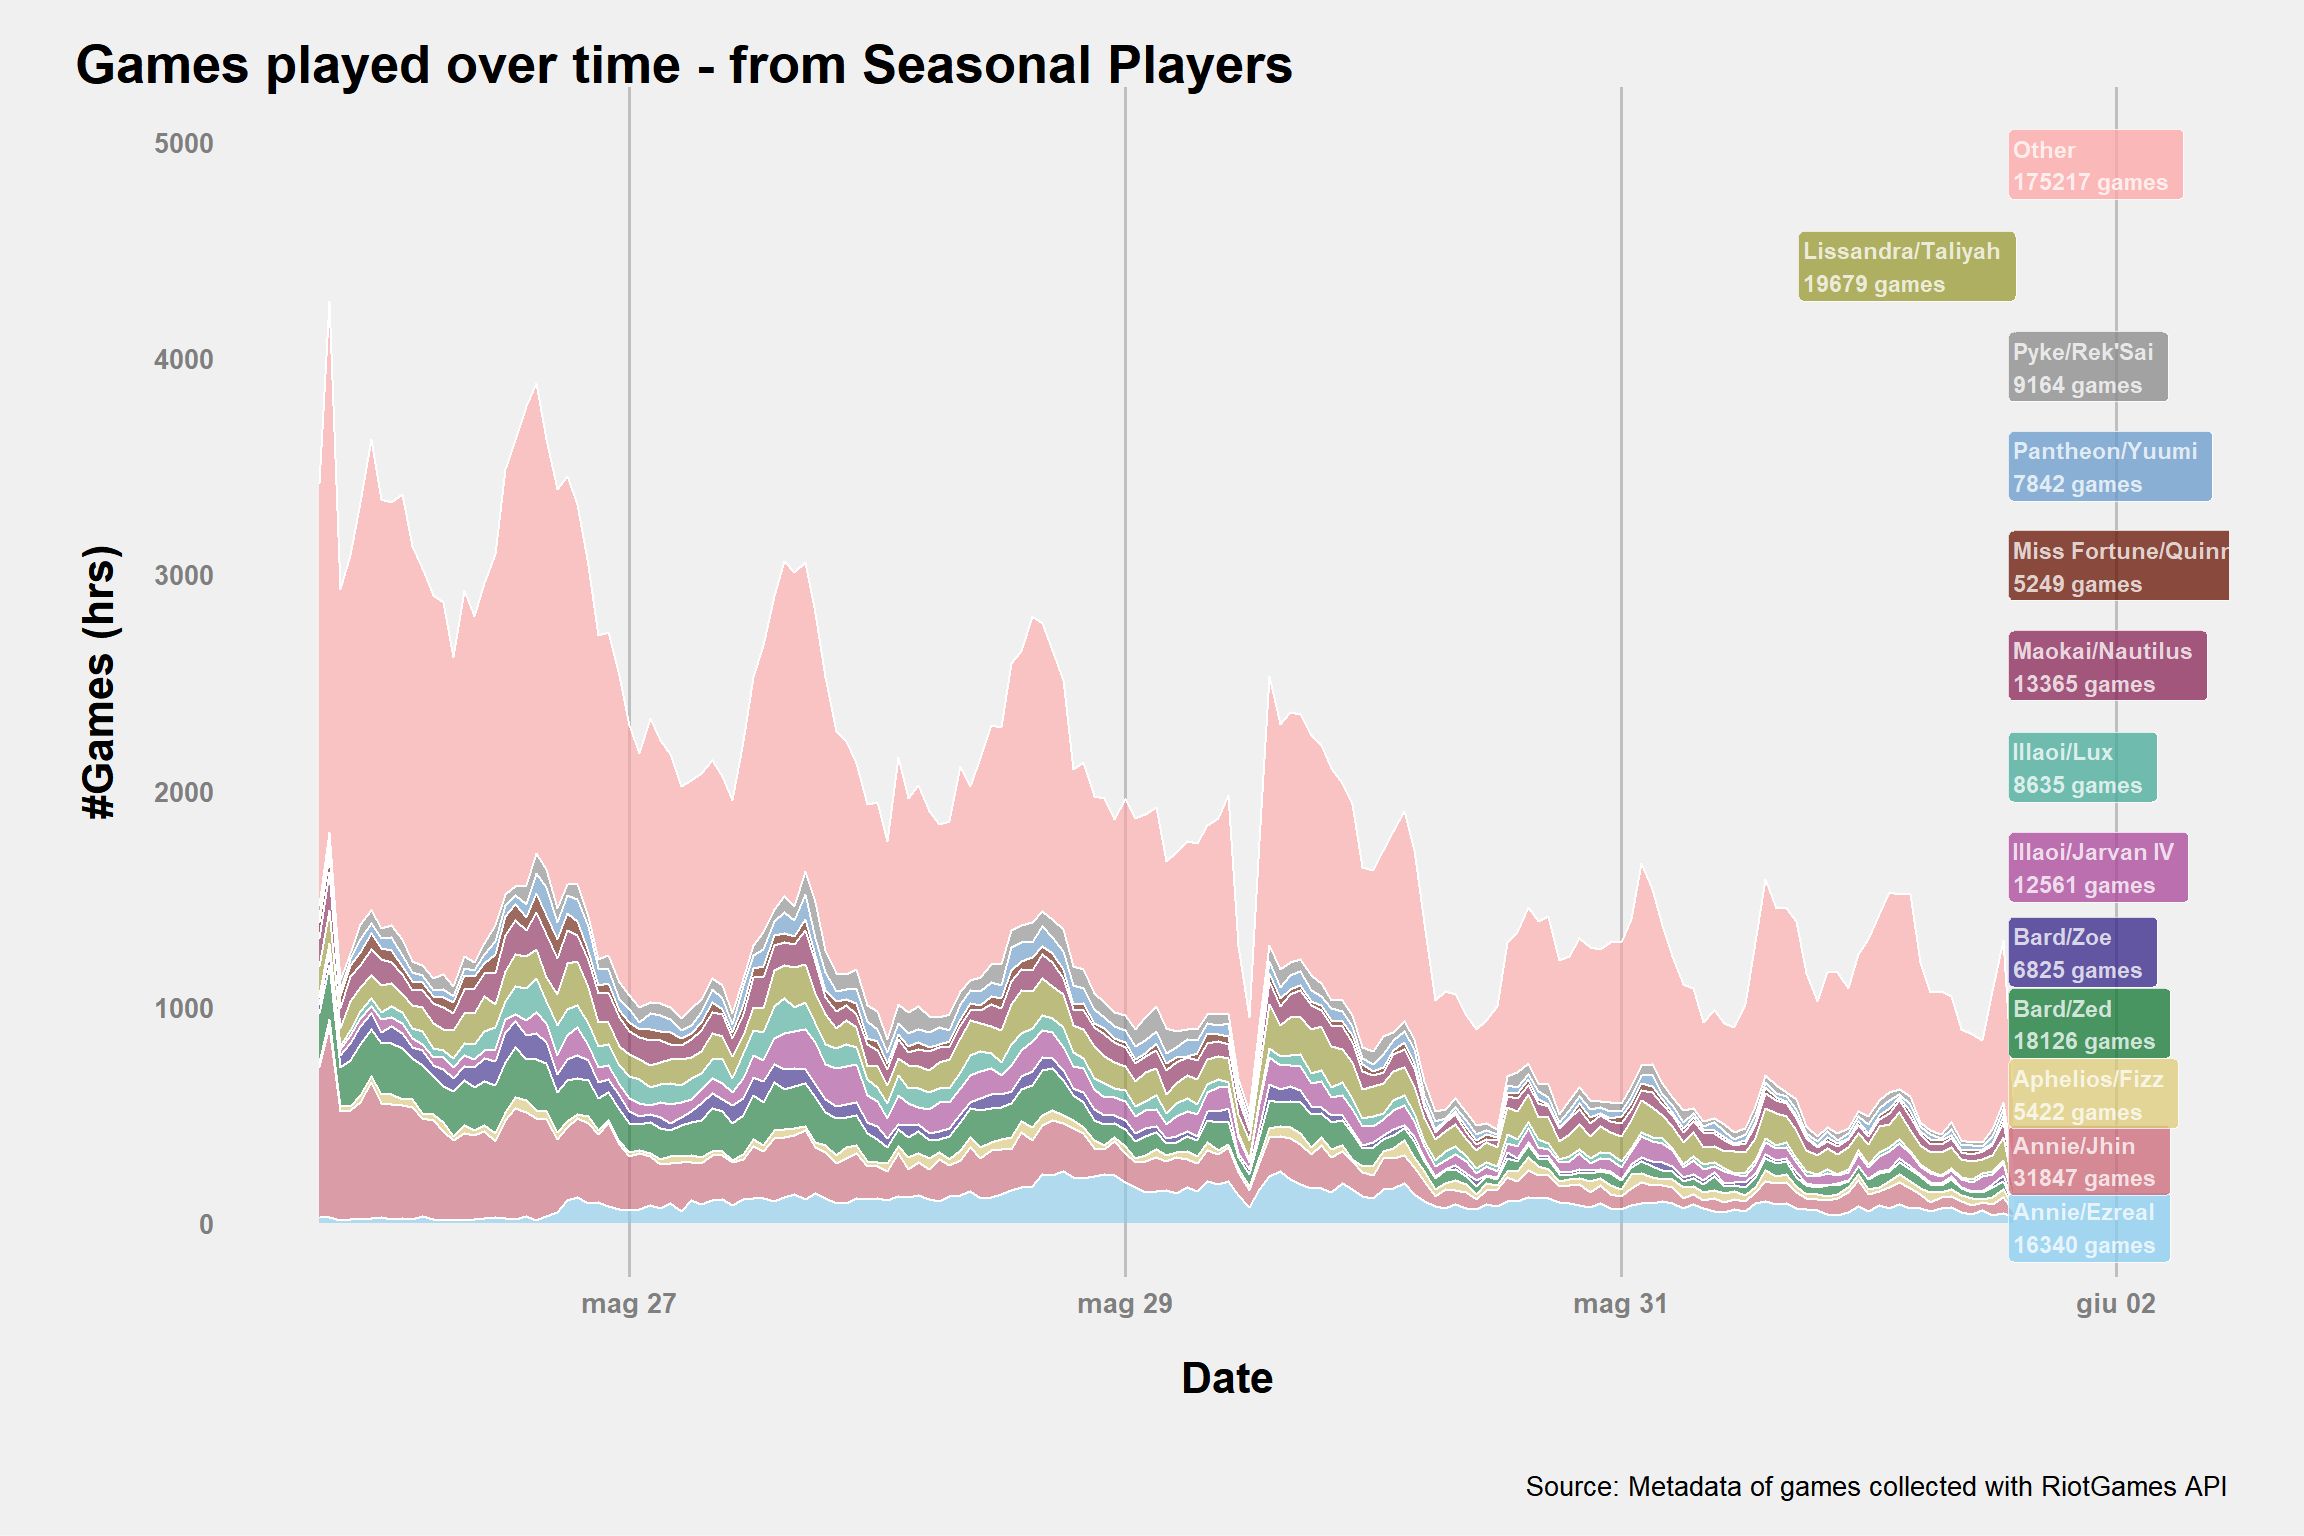 Games played over time - from Seasonal Players
#Games (hrs)
5000
4000
3000
2000
1000
0
Other
175217 games
Lissandra/Taliyah
19679 games
Pyke/Rek'Sai
9164 games
Pantheon/Yuumi
7842 games
Miss Fortune/Quinn
5249 games
Maokai/Nautilus
13365 games
Illaoi/Lux
8635 games
Illaoi/Jarvan IV
12561 games
Bard/Zoe
6825 games
Bard/Zed
18126 games
Aphelios/Fizz
5422 games
Annie/Jhin
31847 games
Annie/Ezreal
16340 games
mag 27
mag 29
mag 31
giu 02
Date
Source: Metadata of games collected with RiotGames API